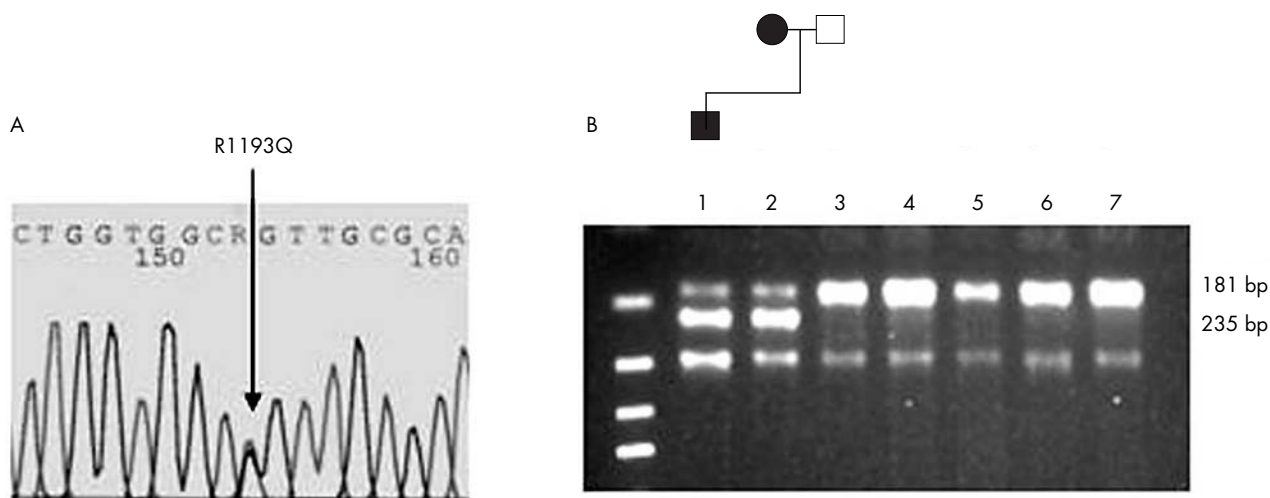 A
R1193Q
CTGGTGGCRGTTGCGCA
150 160
B
1 2 3 4 5 6 7
181 bp
235 bp